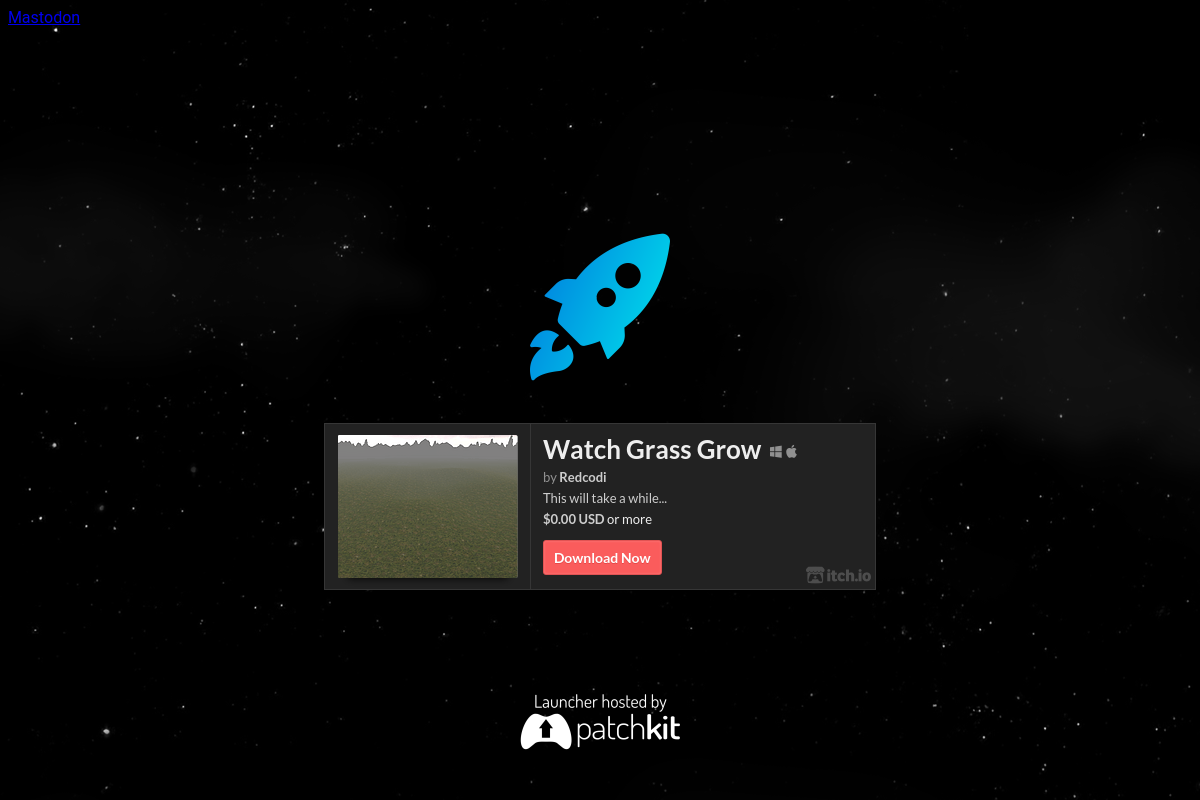 Mastodon
Watch Grass Grow
by Redcodi
This will take a while...
$0.00 USD or more
Download Now
itch.io
Launcher hosted by
patchkit